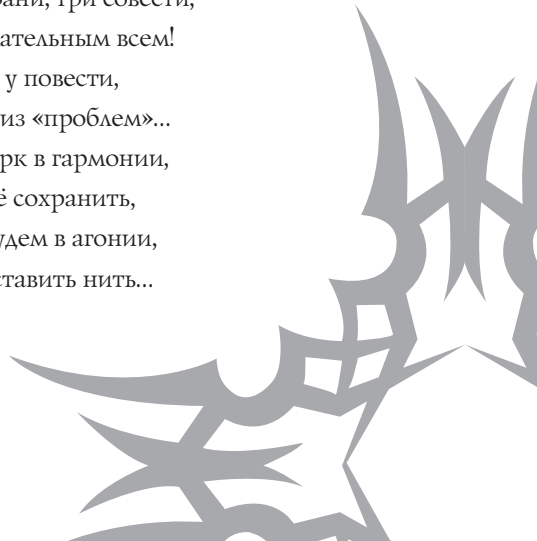 рани, три совести,
ательным всем!
у повести,
из «проблем»...
рк в гармонии,
ё сохранить,
удем в агонии,
ставить нить...